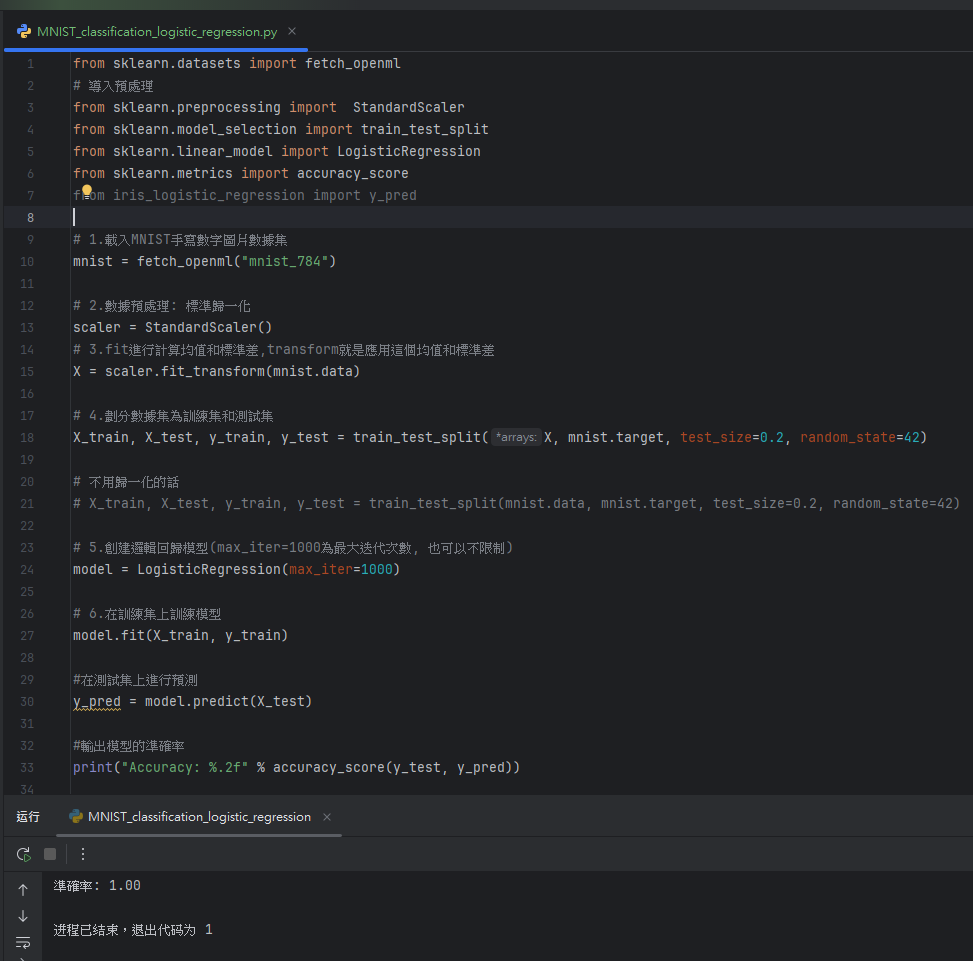 MNIST_classification_logistic_regression.py ×
1 from sklearn.datasets import fetch_openml
2 # 導入預處理
3 from sklearn.preprocessing import  StandardScaler
4 from sklearn.model_selection import train_test_split
5 from sklearn.linear_model import LogisticRegression
6 from sklearn.metrics import accuracy_score
7 from iris_logistic_regression import y_pred
8
9 # 1.載入MNIST手寫數字圖片數據集
10 mnist = fetch_openml("mnist_784")
11
12 # 2.數據預處理: 標準歸一化
13 scaler = StandardScaler()
14 # 3.fit進行計算均值和標準差,transform就是應用這個均值和標準差
15 X = scaler.fit_transform(mnist.data)
16
17 # 4.劃分數據集為訓練集和測試集
18 X_train, X_test, y_train, y_test = train_test_split( *arrays: X, mnist.target, test_size=0.2, random_state=42)
19
20 # 不用歸一化的話
21 # X_train, X_test, y_train, y_test = train_test_split(mnist.data, mnist.target, test_size=0.2, random_state=42)
22
23 # 5.創建邏輯回歸模型(max_iter=1000為最大迭代次數, 也可以不限制)
24 model = LogisticRegression(max_iter=1000)
25
26 # 6.在訓練集上訓練模型
27 model.fit(X_train, y_train)
28
29 #在測試集上進行預測
30 y_pred = model.predict(X_test)
31
32 #輸出模型的準確率
33 print("Accuracy: %.2f" % accuracy_score(y_test, y_pred))
34
运行 MNIST_classification_logistic_regression ×
準確率: 1.00
进程已结束，退出代码为 1